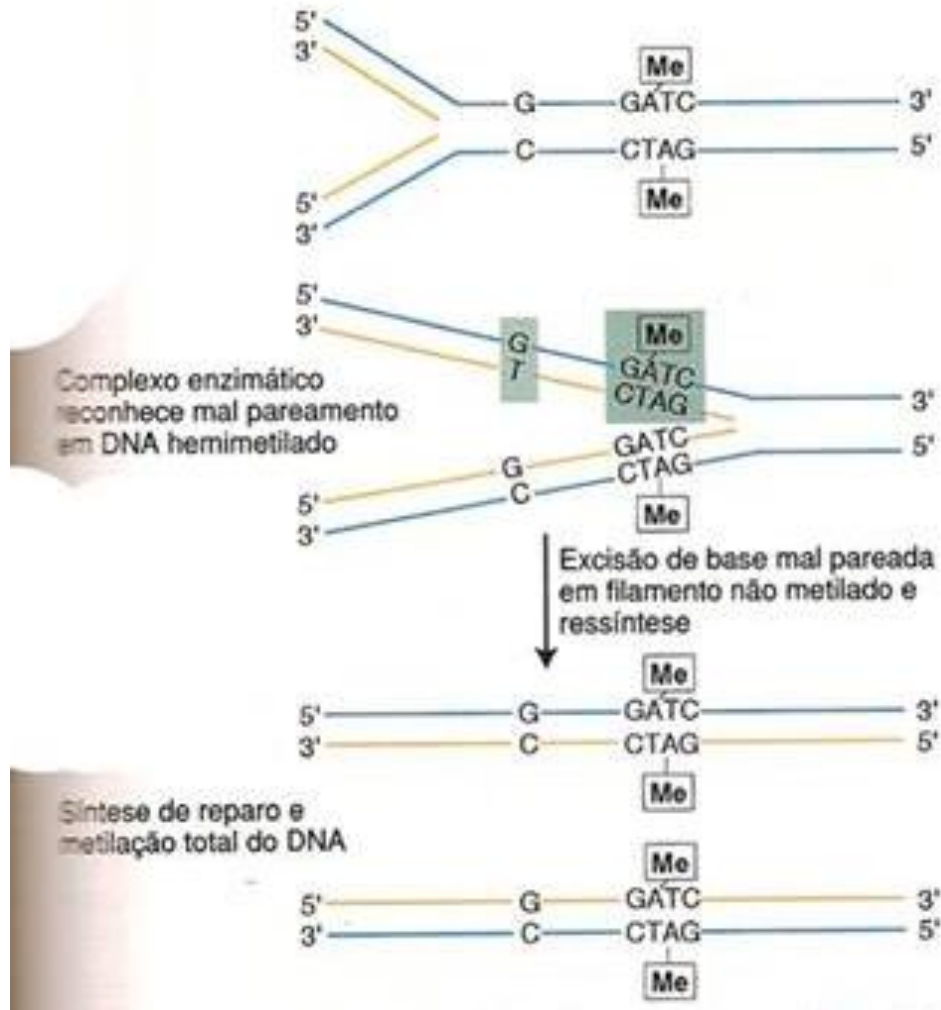 5'
3'
Me
G GATC 3'
C CTAG 5'
Me
5'
3'
5'
3'
Me
G GATC
T CTAG
Complexo enzimático
reconhece mal pareamento
em DNA hemimetilado
3'
5'
G GATC
C CTAG
5'
3'
Me
Excisão de base mal pareada
em filamento não metilado e
ressíntese
Me
5' G GATC 3'
3' C CTAG 5'
Me
Síntese de reparo e
metilação total do DNA
Me
5' G GATC 3'
3' C CTAG 5'
Me